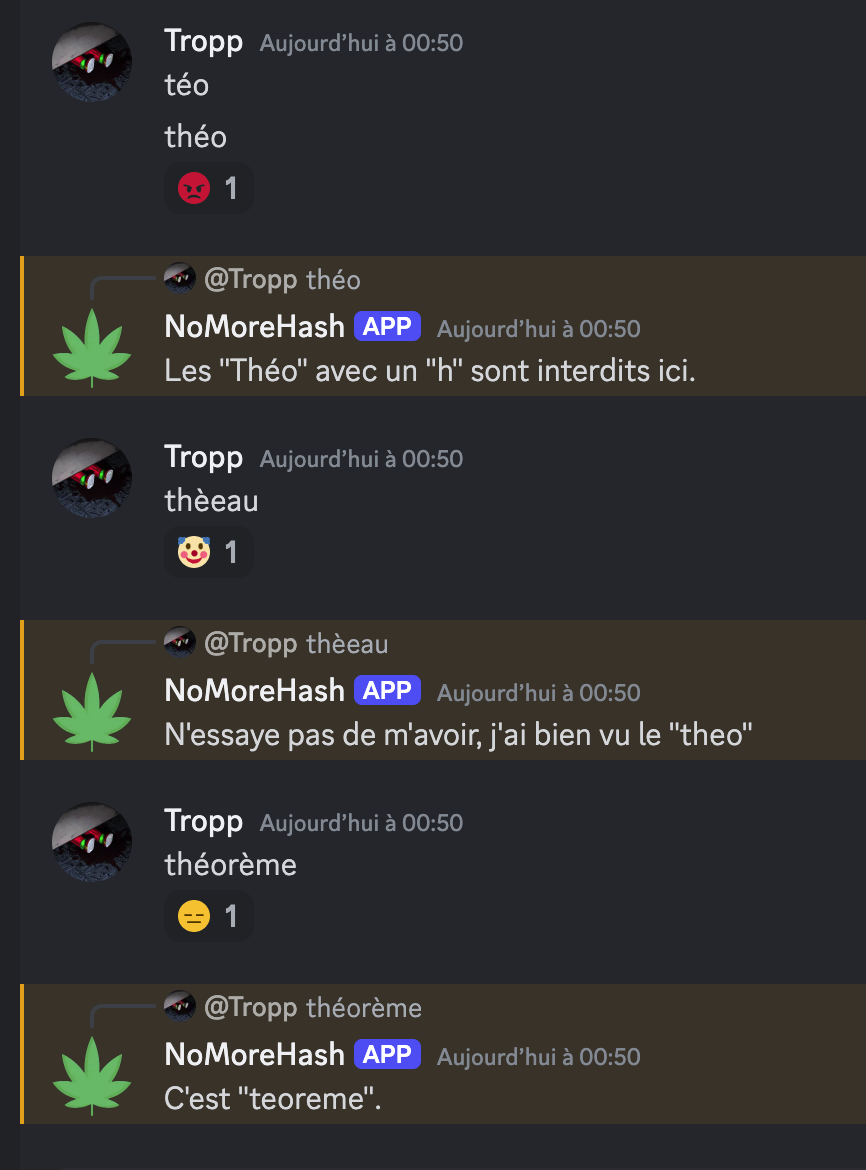 Tropp Aujourd’hui à 00:50
téo
théo
1
@Tropp théo
NoMoreHash APP Aujourd’hui à 00:50
Les "Théo" avec un "h" sont interdits ici.
Tropp Aujourd’hui à 00:50
thèeau
1
@Tropp thèeau
NoMoreHash APP Aujourd’hui à 00:50
N'essaye pas de m'avoir, j'ai bien vu le "theo"
Tropp Aujourd’hui à 00:50
théorème
1
@Tropp théorème
NoMoreHash APP Aujourd’hui à 00:50
C'est "teoreme".